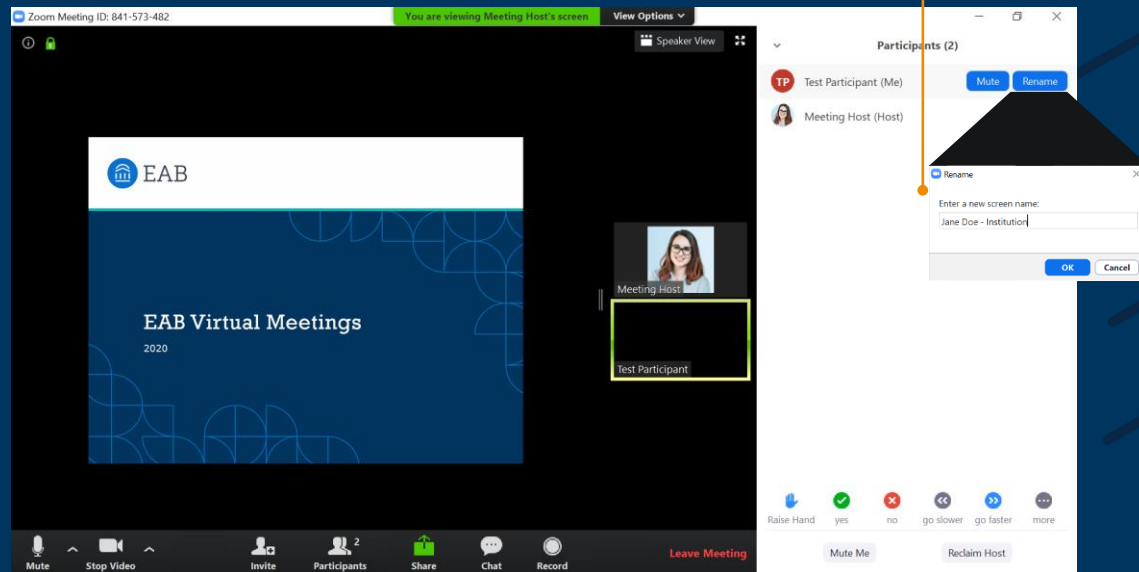 Zoom Meeting ID: 841-573-482
You are viewing Meeting Host's screen
View Options
Speaker View
EAB
EAB Virtual Meetings
2020
Meeting Host
Test Participant
Mute
Stop Video
Invite
Participants
2
Share
Chat
Record
Leave Meeting
Participants (2)
TP
Test Participant (Me)
Mute
Rename
Meeting Host (Host)
Rename
Enter a new screen name:
Jane Doe - Institution
OK
Cancel
Raise Hand
yes
no
go slower
go faster
more
Mute Me
Reclaim Host